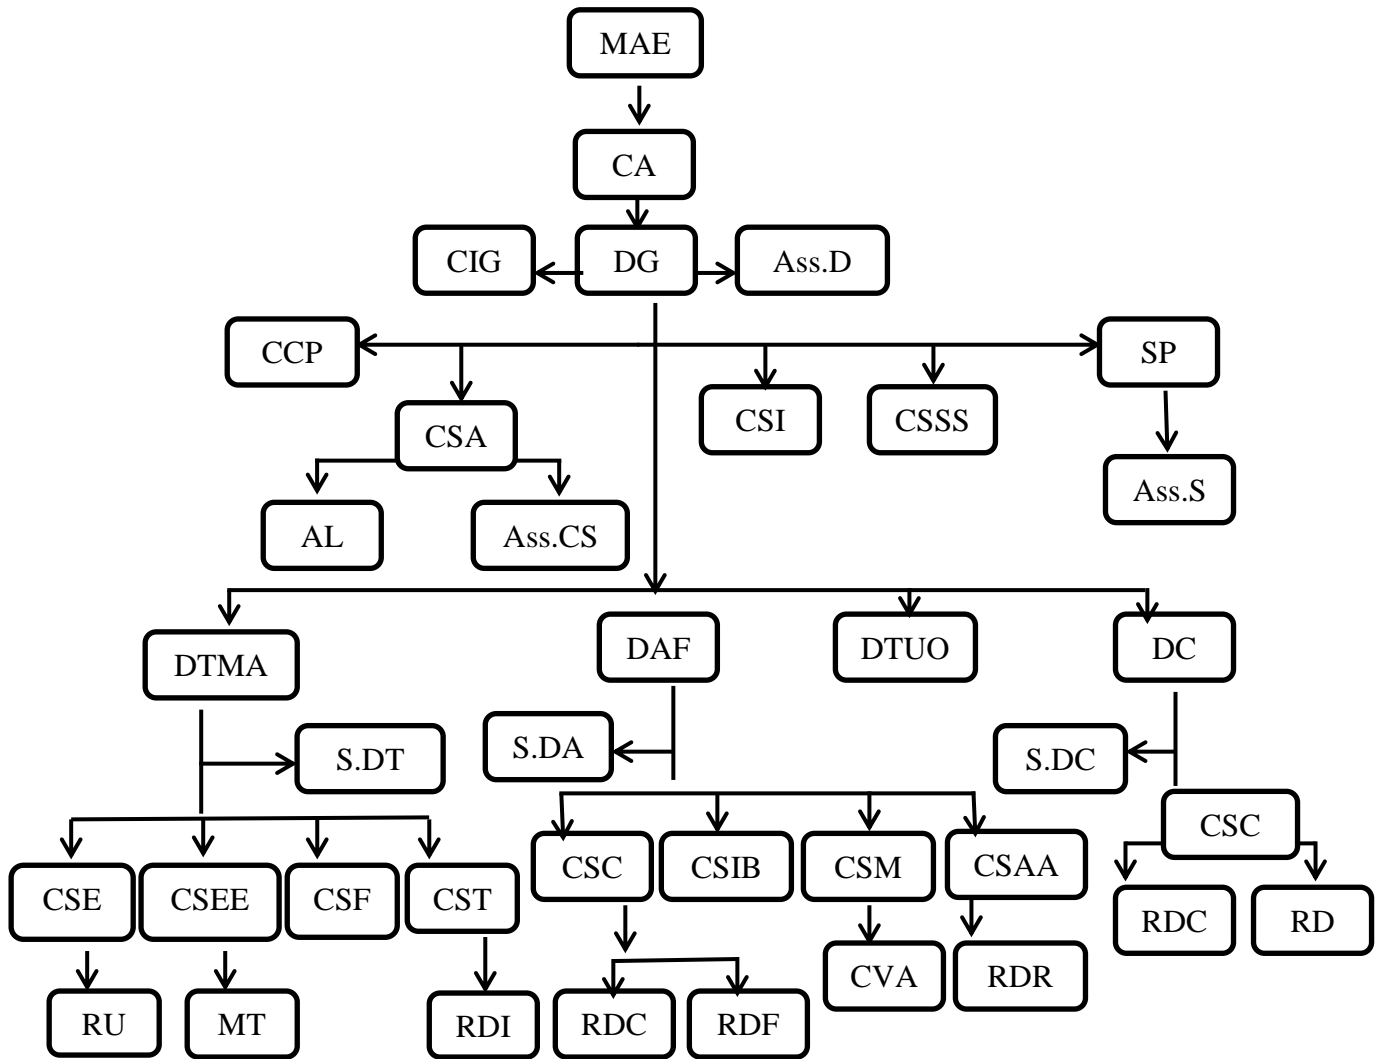 MAE
CA
CIG
DG
Ass.D
CCP
SP
CSI
CSSS
CSA
Ass.S
AL
Ass.CS
DTMA
DAF
DTUO
DC
S.DT
S.DA
S.DC
CSC
CSE
CSEE
CSF
CST
CSC
CSIB
CSM
CSAA
RDC
RD
RU
MT
RDI
RDC
RDF
CVA
RDR